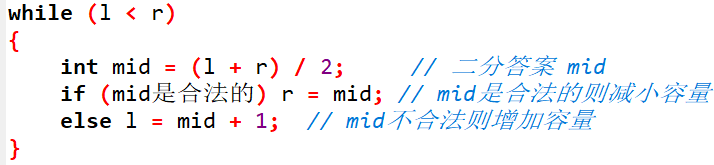 while (l < r)
{
    int mid = (l + r) / 2;      // 二分答案 mid
    if (mid是合法的) r = mid; // mid是合法的则减小容量
    else l = mid + 1;  // mid不合法则增加容量
}